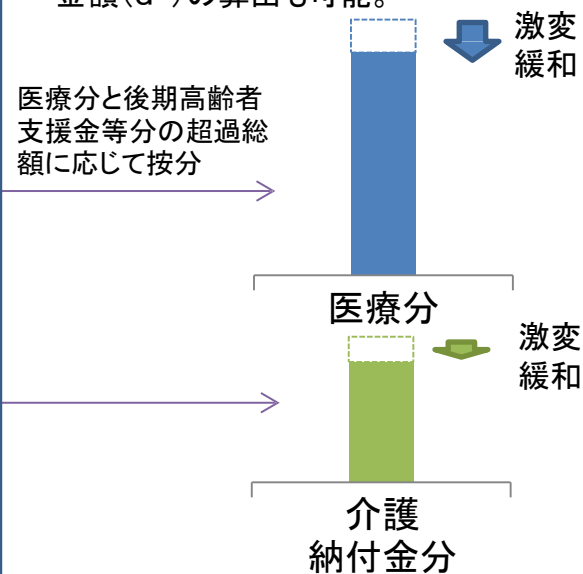 金額(d'')の算出も可能。
激変
緩和
医療分と後期高齢者
支援金等分の超過総
額に応じて按分
医療分
激変
緩和
介護
納付金分